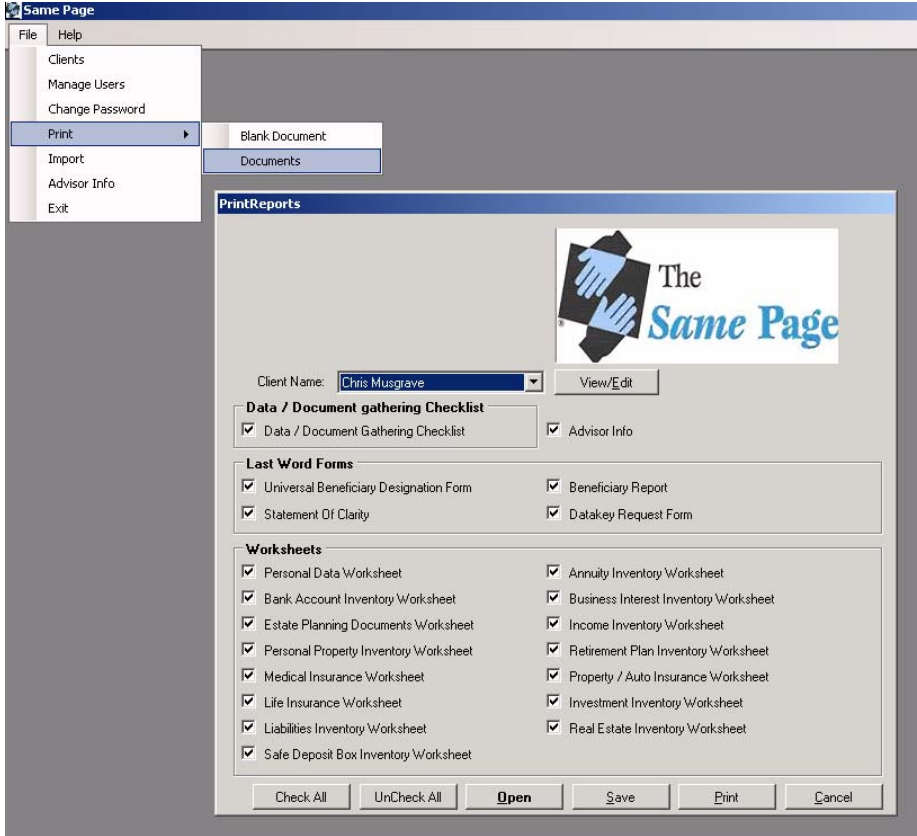 Same Page
File Help
Clients
Manage Users
Change Password
Print
Import
Advisor Info
Exit
Blank Document
Documents
PrintReports
The
Same Page
®
Client Name: Chris Musgrave View/Edit
Data / Document gathering Checklist
Data / Document Gathering Checklist Advisor Info
Last Word Forms
Universal Beneficiary Designation Form Beneficiary Report
Statement Of Clarity Datakey Request Form
Worksheets
Personal Data Worksheet Annuity Inventory Worksheet
Bank Account Inventory Worksheet Business Interest Inventory Worksheet
Estate Planning Documents Worksheet Income Inventory Worksheet
Personal Property Inventory Worksheet Retirement Plan Inventory Worksheet
Medical Insurance Worksheet Property / Auto Insurance Worksheet
Life Insurance Worksheet Investment Inventory Worksheet
Liabilities Inventory Worksheet Real Estate Inventory Worksheet
Safe Deposit Box Inventory Worksheet
Check All UnCheck All Open Save Print Cancel